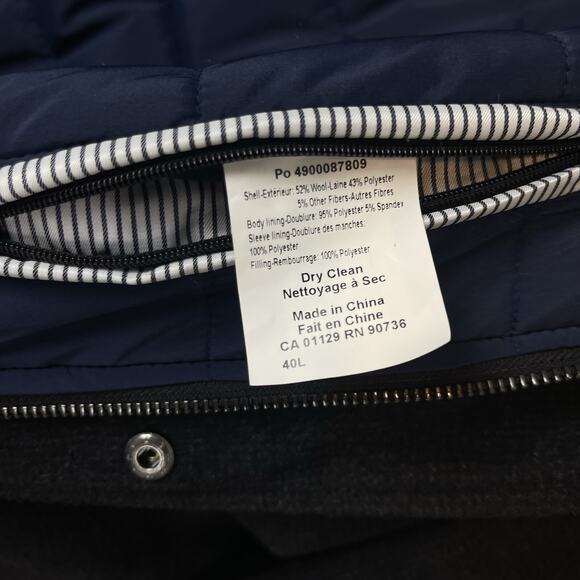 Po 4900087809
Shell-Extérieur: 52% Wool-Laine 43% Polyester
5% Other Fibers-Autres Fibres
Body lining-Doublure: 95% Polyester 5% Spandex
Sleeve lining-Doublure des manches:
100% Polyester
Filling-Rembourrage: 100% Polyester
Dry Clean
Nettoyage à Sec
Made in China
Fait en Chine
CA 01129 RN 90736
40L